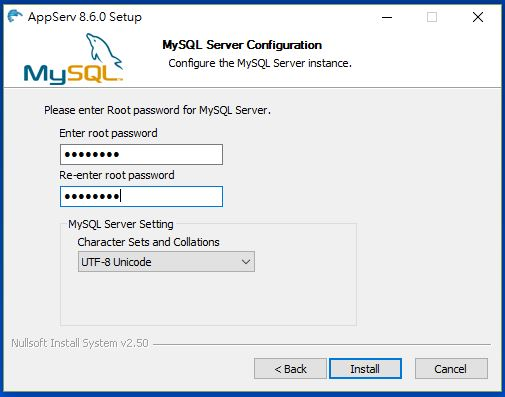 AppServ 8.6.0 Setup
MySQL
MySQL Server Configuration
Configure the MySQL Server instance.
Please enter Root password for MySQL Server.
Enter root password
●●●●●●●●
Re-enter root password
●●●●●●●●
MySQL Server Setting
Character Sets and Collations
UTF-8 Unicode
Nullsoft Install System v2.50
< Back
Install
Cancel